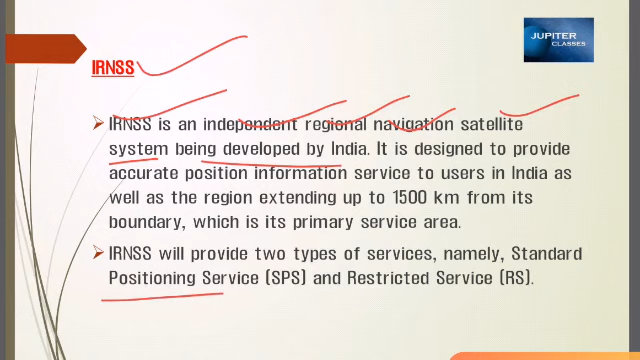 JUPITER
CLASSES
IRNSS
IRNSS is an independent regional navigation satellite
system being developed by India. It is designed to provide
accurate position information service to users in India as
well as the region extending up to 1500 km from its
boundary, which is its primary service area.
IRNSS will provide two types of services, namely, Standard
Positioning Service (SPS) and Restricted Service (RS).